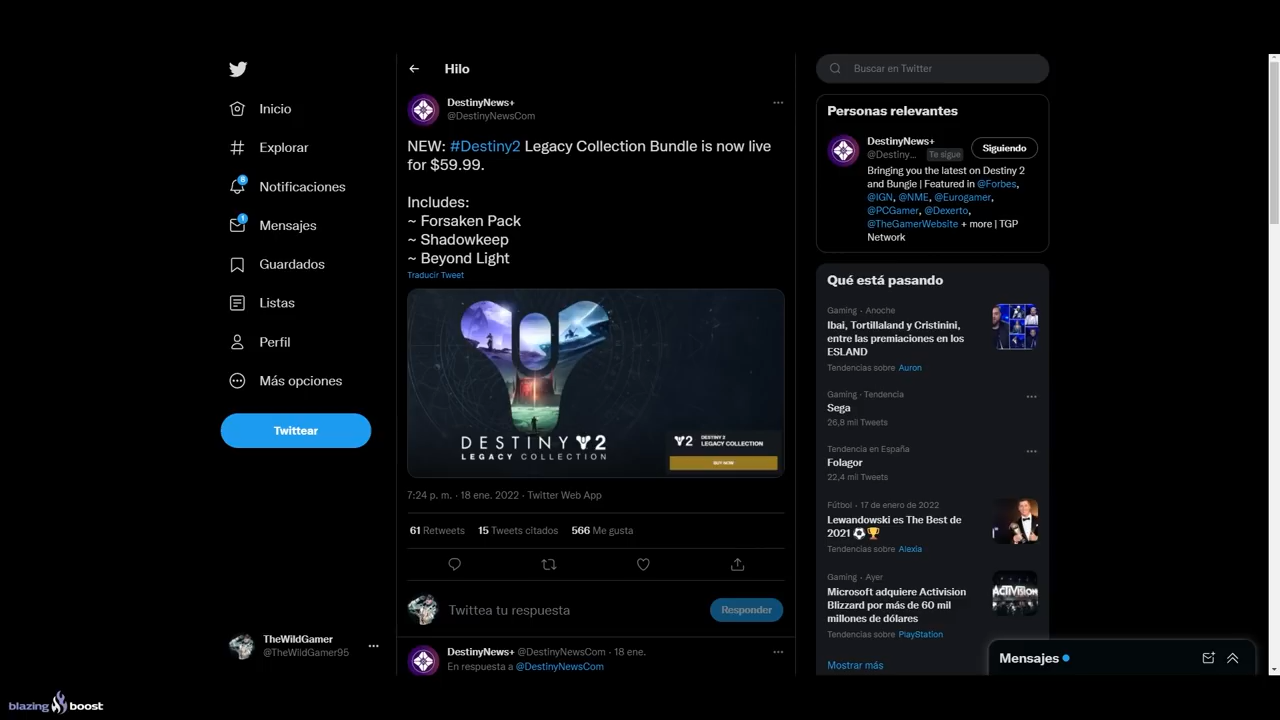 Inicio
Explorar
8
Notificaciones
1
Mensajes
Guardados
Listas
Perfil
Más opciones
Twittear
TheWildGamer
@TheWildGamer95
Hilo
DestinyNews+
@DestinyNewsCom
NEW: #Destiny2 Legacy Collection Bundle is now live
for $59.99.
Includes:
~ Forsaken Pack
~ Shadowkeep
~ Beyond Light
Traducir Tweet
DESTINY 2
LEGACY COLLECTION
2
DESTINY 2
LEGACY COLLECTION
BUY NOW
7:24 p. m. · 18 ene. 2022 · Twitter Web App
61 Retweets 15 Tweets citados 566 Me gusta
Twittea tu respuesta
Responder
DestinyNews+ @DestinyNewsCom · 18 ene.
En respuesta a @DestinyNewsCom
Buscar en Twitter
Personas relevantes
DestinyNews+
@Destiny... Te sigue
Siguiendo
Bringing you the latest on Destiny 2
and Bungie | Featured in @Forbes,
@IGN, @NME, @Eurogamer,
@PCGamer, @Dexerto,
@TheGamerWebsite + more | TGP
Network
Qué está pasando
Gaming · Anoche
Ibai, Tortillaland y Cristinini,
entre las premiaciones en los
ESLAND
Tendencias sobre Auron
Gaming · Tendencia
Sega
26,8 mil Tweets
Tendencia en España
Folagor
22,4 mil Tweets
Fútbol · 17 de enero de 2022
Lewandowski es The Best de
2021 ⚽🏆
Tendencias sobre Alexia
Gaming · Ayer
Microsoft adquiere Activision
Blizzard por más de 60 mil
millones de dólares
Tendencias sobre PlayStation
ACTIVISION
Mostrar más
Mensajes
blazing boost